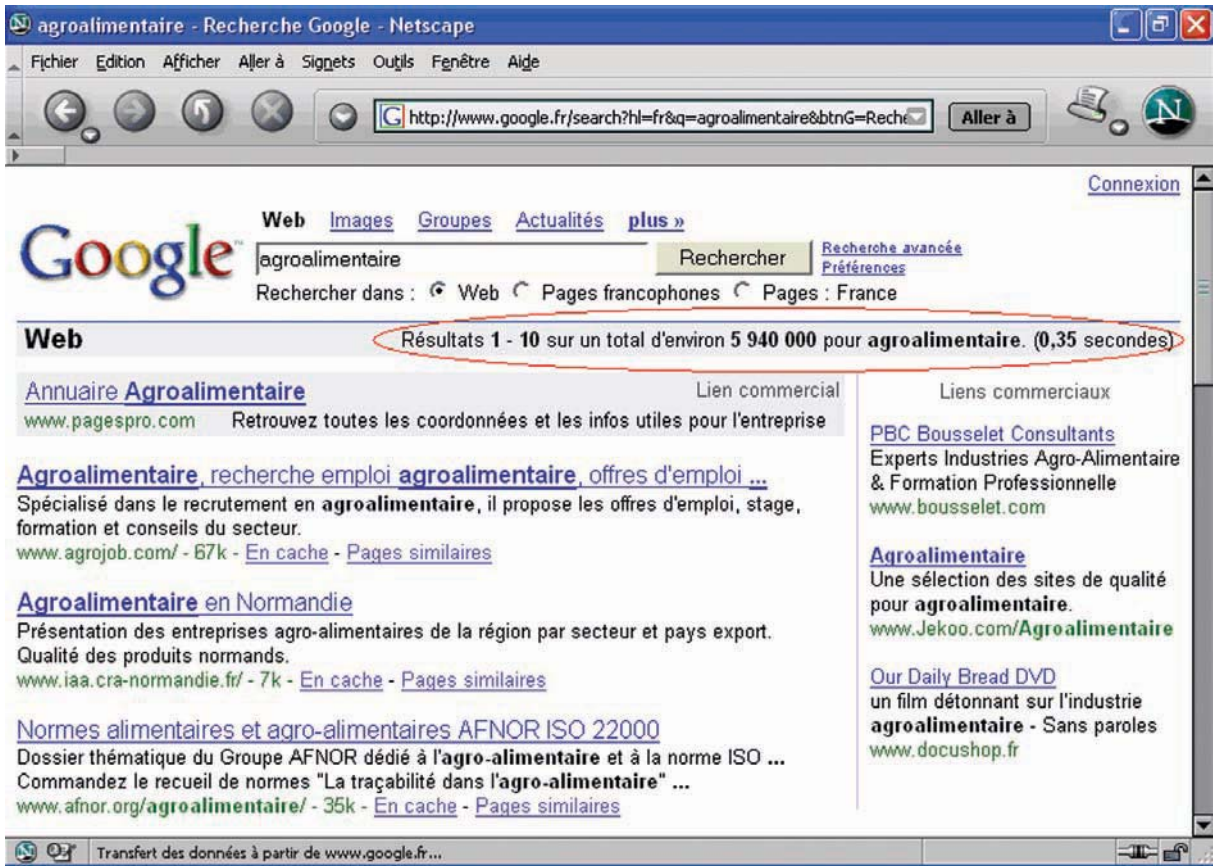 agroalimentaire - Recherche Google - Netscape
Fichier Edition Afficher Aller à Signets Outils Fenêtre Aide
http://www.google.fr/search?hl=fr&q=agroalimentaire&btnG=Reche
Aller à
N
Connexion
Google™
Web Images Groupes Actualités plus »
agroalimentaire
Rechercher
Recherche avancée
Préférences
Rechercher dans : Web Pages francophones Pages : France
Web
Résultats 1 - 10 sur un total d'environ 5 940 000 pour agroalimentaire. (0,35 secondes)
Annuaire Agroalimentaire
Lien commercial
www.pagespro.com Retrouvez toutes les coordonnées et les infos utiles pour l'entreprise
Agroalimentaire, recherche emploi agroalimentaire, offres d'emploi ...
Spécialisé dans le recrutement en agroalimentaire, il propose les offres d'emploi, stage,
formation et conseils du secteur.
www.agrojob.com/ - 67k - En cache - Pages similaires
Agroalimentaire en Normandie
Présentation des entreprises agro-alimentaires de la région par secteur et pays export.
Qualité des produits normands.
www.iaa.cra-normandie.fr/ - 7k - En cache - Pages similaires
Normes alimentaires et agro-alimentaires AFNOR ISO 22000
Dossier thématique du Groupe AFNOR dédié à l'agro-alimentaire et à la norme ISO ...
Commandez le recueil de normes "La traçabilité dans l'agro-alimentaire" ...
www.afnor.org/agroalimentaire/ - 35k - En cache - Pages similaires
Liens commerciaux
PBC Bousselet Consultants
Experts Industries Agro-Alimentaire
& Formation Professionnelle
www.bousselet.com
Agroalimentaire
Une sélection des sites de qualité
pour agroalimentaire.
www.Jekoo.com/Agroalimentaire
Our Daily Bread DVD
un film détonnant sur l'industrie
agroalimentaire - Sans paroles
www.docushop.fr
Transfert des données à partir de www.google.fr...